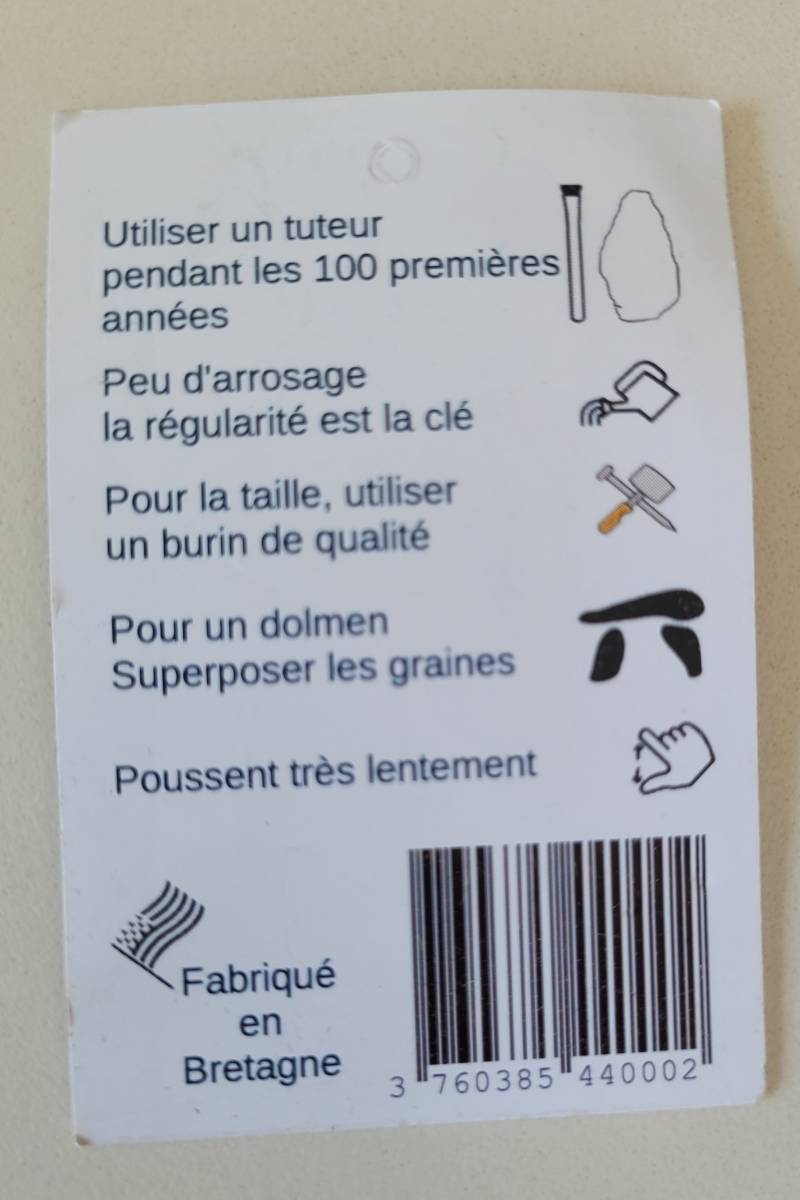 Utiliser un tuteur
pendant les 100 premières
années
Peu d'arrosage
la régularité est la clé
Pour la taille, utiliser
un burin de qualité
Pour un dolmen
Superposer les graines
Poussent très lentement
Fabriqué
en
Bretagne
3 760385 440002